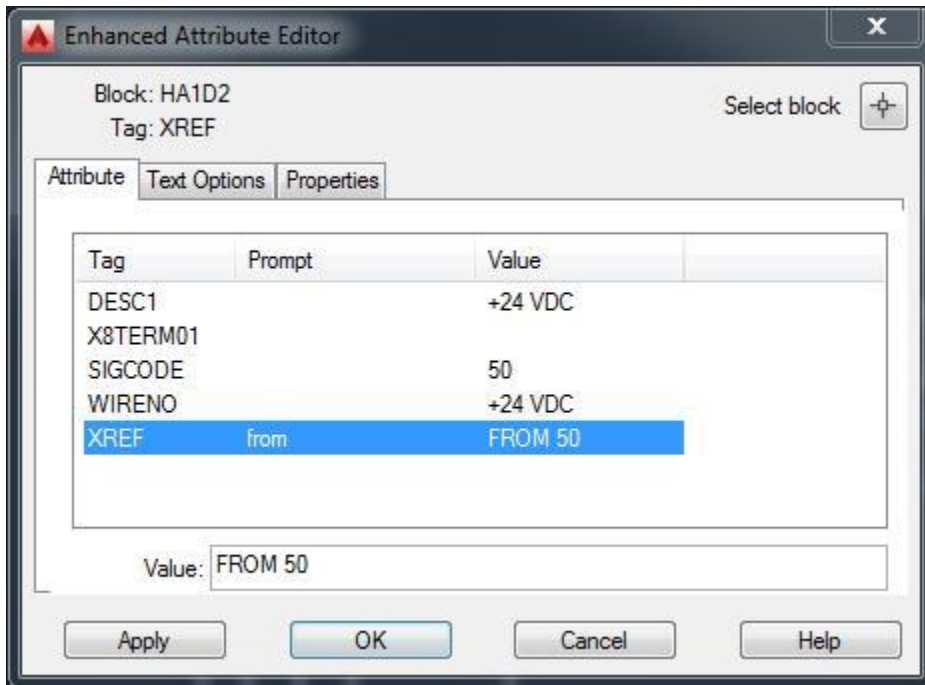 Enhanced Attribute Editor
x
Block: HA1D2
Select block
Tag: XREF
Attribute Text Options Properties
Tag Prompt Value
DESC1 +24 VDC
X8TERM01
SIGCODE 50
WIRENO +24 VDC
XREF from FROM 50
Value: FROM 50
Apply OK Cancel Help